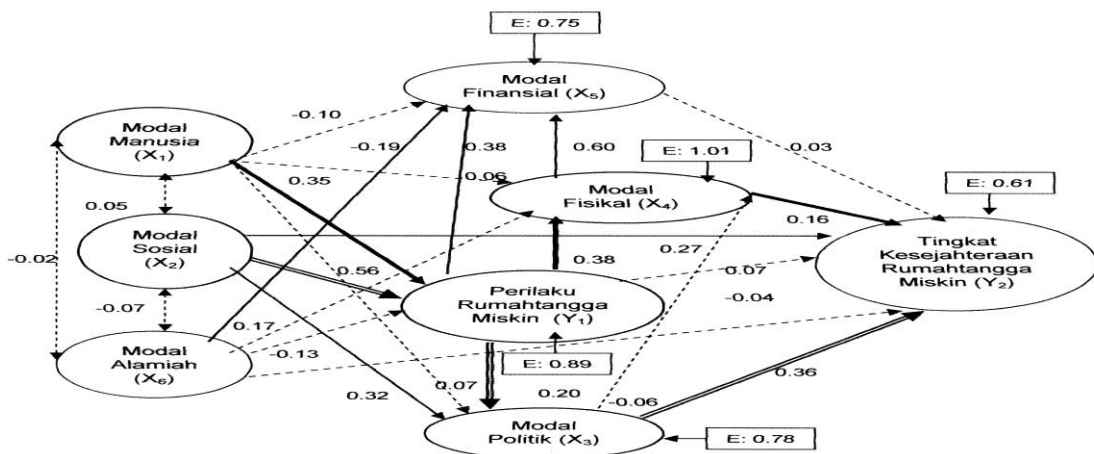 E: 0.75
Modal
Finansial (X₅)
-0.10
Modal
Manusia
(X₁)
-0.19
0.38
0.60
E: 1.01
0.03
0.06
0.35
Modal
Fisikal (X₄)
E: 0.61
0.05
0.16
Modal
Sosial
(X₂)
Tingkat
Kesejahteraan
Rumahtangga
Miskin (Y₂)
-0.02
0.27
0.38
0.56
0.07
Perilaku
Rumahtangga
Miskin (Y₁)
-0.04
-0.07
0.17
Modal
Alamiah
(X₆)
-0.13
E: 0.89
0.36
0.07
0.20
-0.06
0.32
Modal
Politik (X₃)
E: 0.78